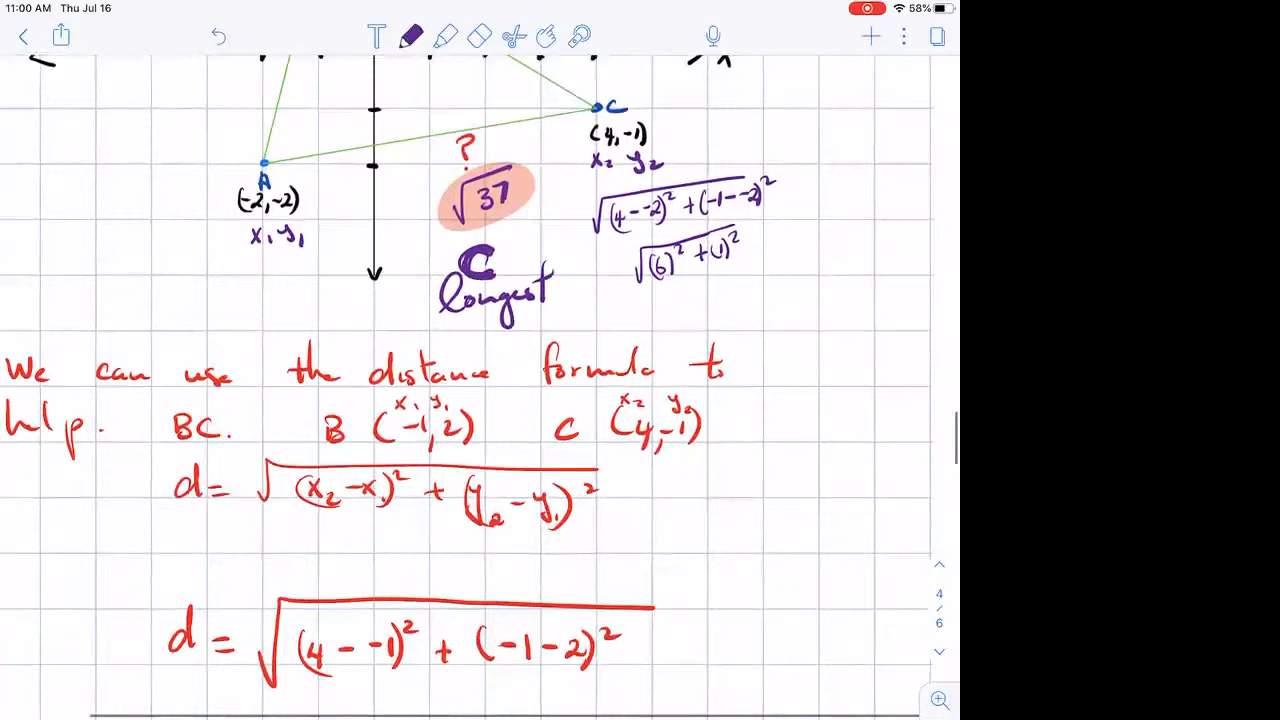 11:00 AM Thu Jul 16
58%
x
C
(4,-1)
x₂ y₂
?
A
(-2,-2)
x₁ y₁
√37
√(4--2)² + (-1--2)²
√(6)² + (1)²
C
longest
We can use the distance formula to
help. BC. B (-1,2) C (4,-1)
x₁ y₁ x₂ y₂
d = √(x₂ - x₁)² + (y₂ - y₁)²
d = √(4 - -1)² + (-1 - 2)²
4
/
6